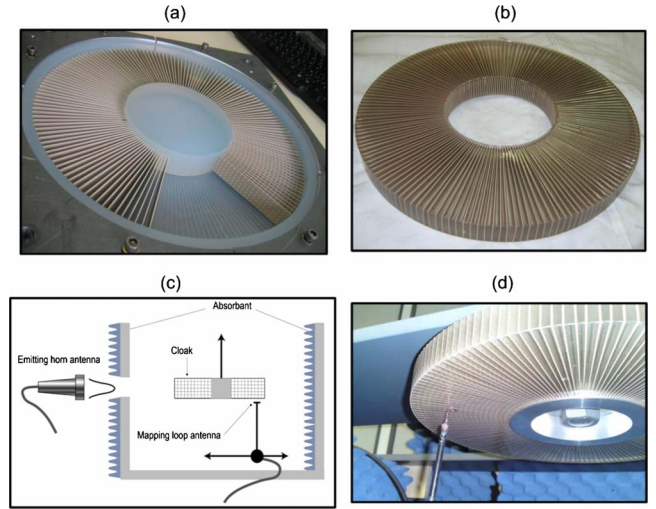 (a)
(b)
(c)
(d)
Absorbant
Emitting horn antenna
Cloak
Mapping loop antenna